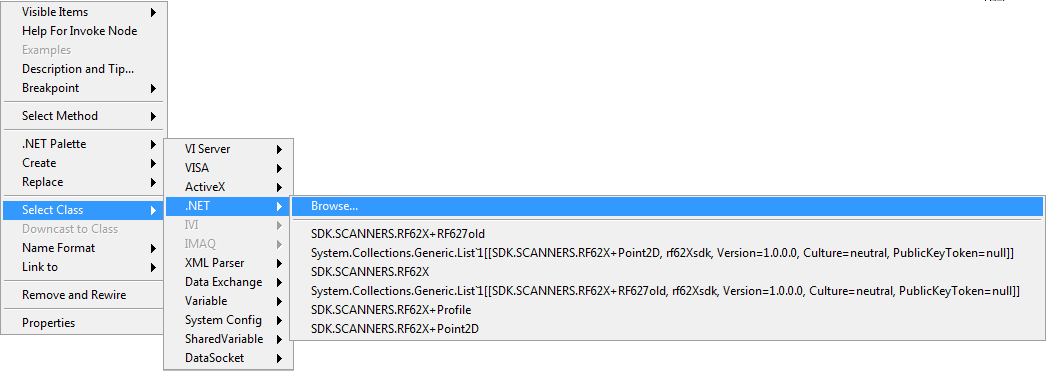 Visible Items
Help For Invoke Node
Examples
Description and Tip...
Breakpoint
Select Method
.NET Palette
Create
Replace
Select Class
Downcast to Class
Name Format
Link to
Remove and Rewire
Properties
VI Server
VISA
ActiveX
.NET
IVI
IMAQ
XML Parser
Data Exchange
Variable
System Config
SharedVariable
DataSocket
Browse...
SDK.SCANNERS.RF62X+RF627old
System.Collections.Generic.List`1[[SDK.SCANNERS.RF62X+Point2D, rf62Xsdk, Version=1.0.0.0, Culture=neutral, PublicKeyToken=null]]
SDK.SCANNERS.RF62X
System.Collections.Generic.List`1[[SDK.SCANNERS.RF62X+RF627old, rf62Xsdk, Version=1.0.0.0, Culture=neutral, PublicKeyToken=null]]
SDK.SCANNERS.RF62X+Profile
SDK.SCANNERS.RF62X+Point2D